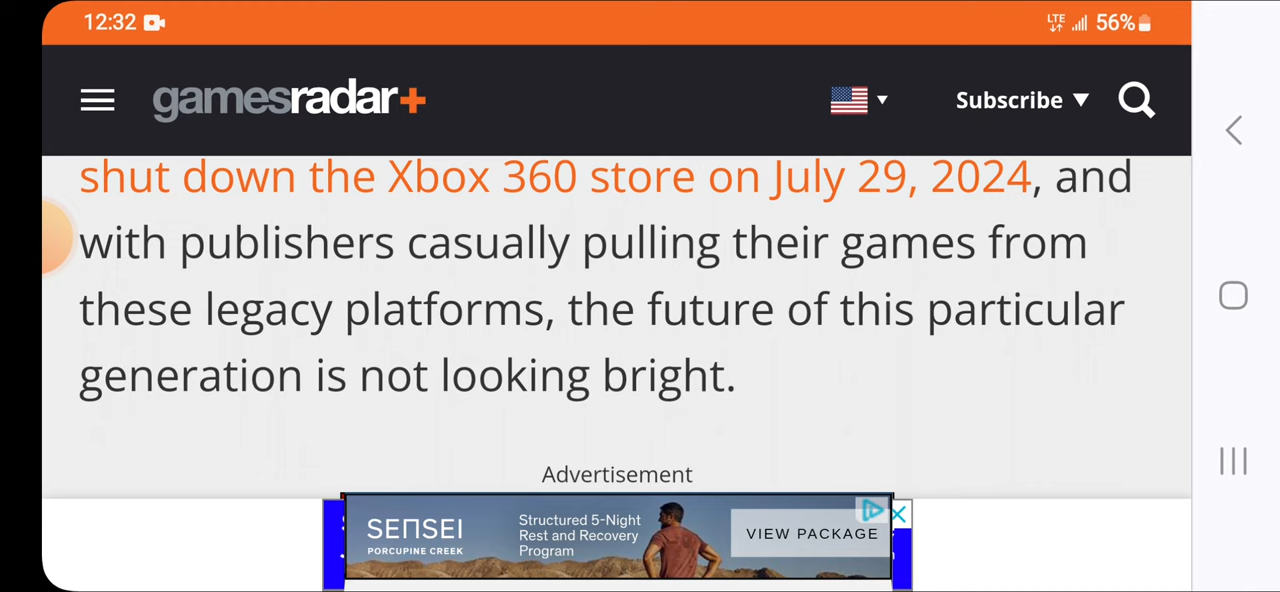 12:32
LTE
56%
gamesradar+
Subscribe
shut down the Xbox 360 store on July 29, 2024, and
with publishers casually pulling their games from
these legacy platforms, the future of this particular
generation is not looking bright.
Advertisement
SENSEI
PORCUPINE CREEK
Structured 5-Night
Rest and Recovery
Program
VIEW PACKAGE